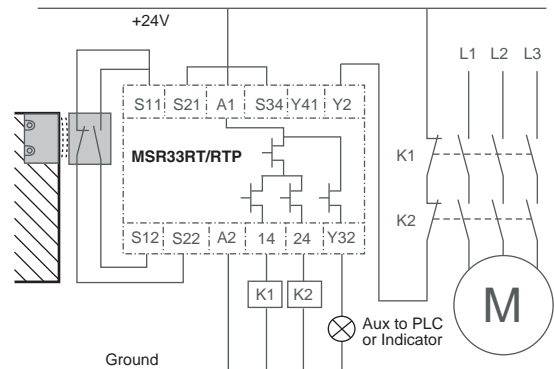 +24V
L1 L2 L3
S11 S21 A1 S34 Y41 Y2
MSR33RT/RTP
K1
K2
S12 S22 A2 14 24 Y32
K1 K2
M
Aux to PLC
or Indicator
Ground